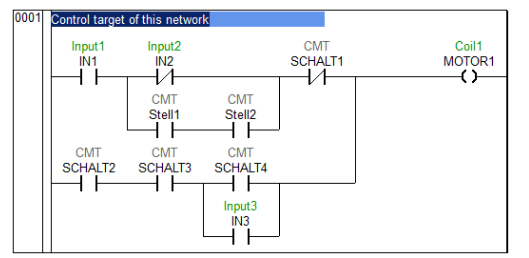 0001 Control target of this network
Input1 Input2 CMT Coil1
IN1 IN2 SCHALT1 MOTOR1
CMT CMT
Stell1 Stell2
CMT CMT CMT
SCHALT2 SCHALT3 SCHALT4
Input3
IN3